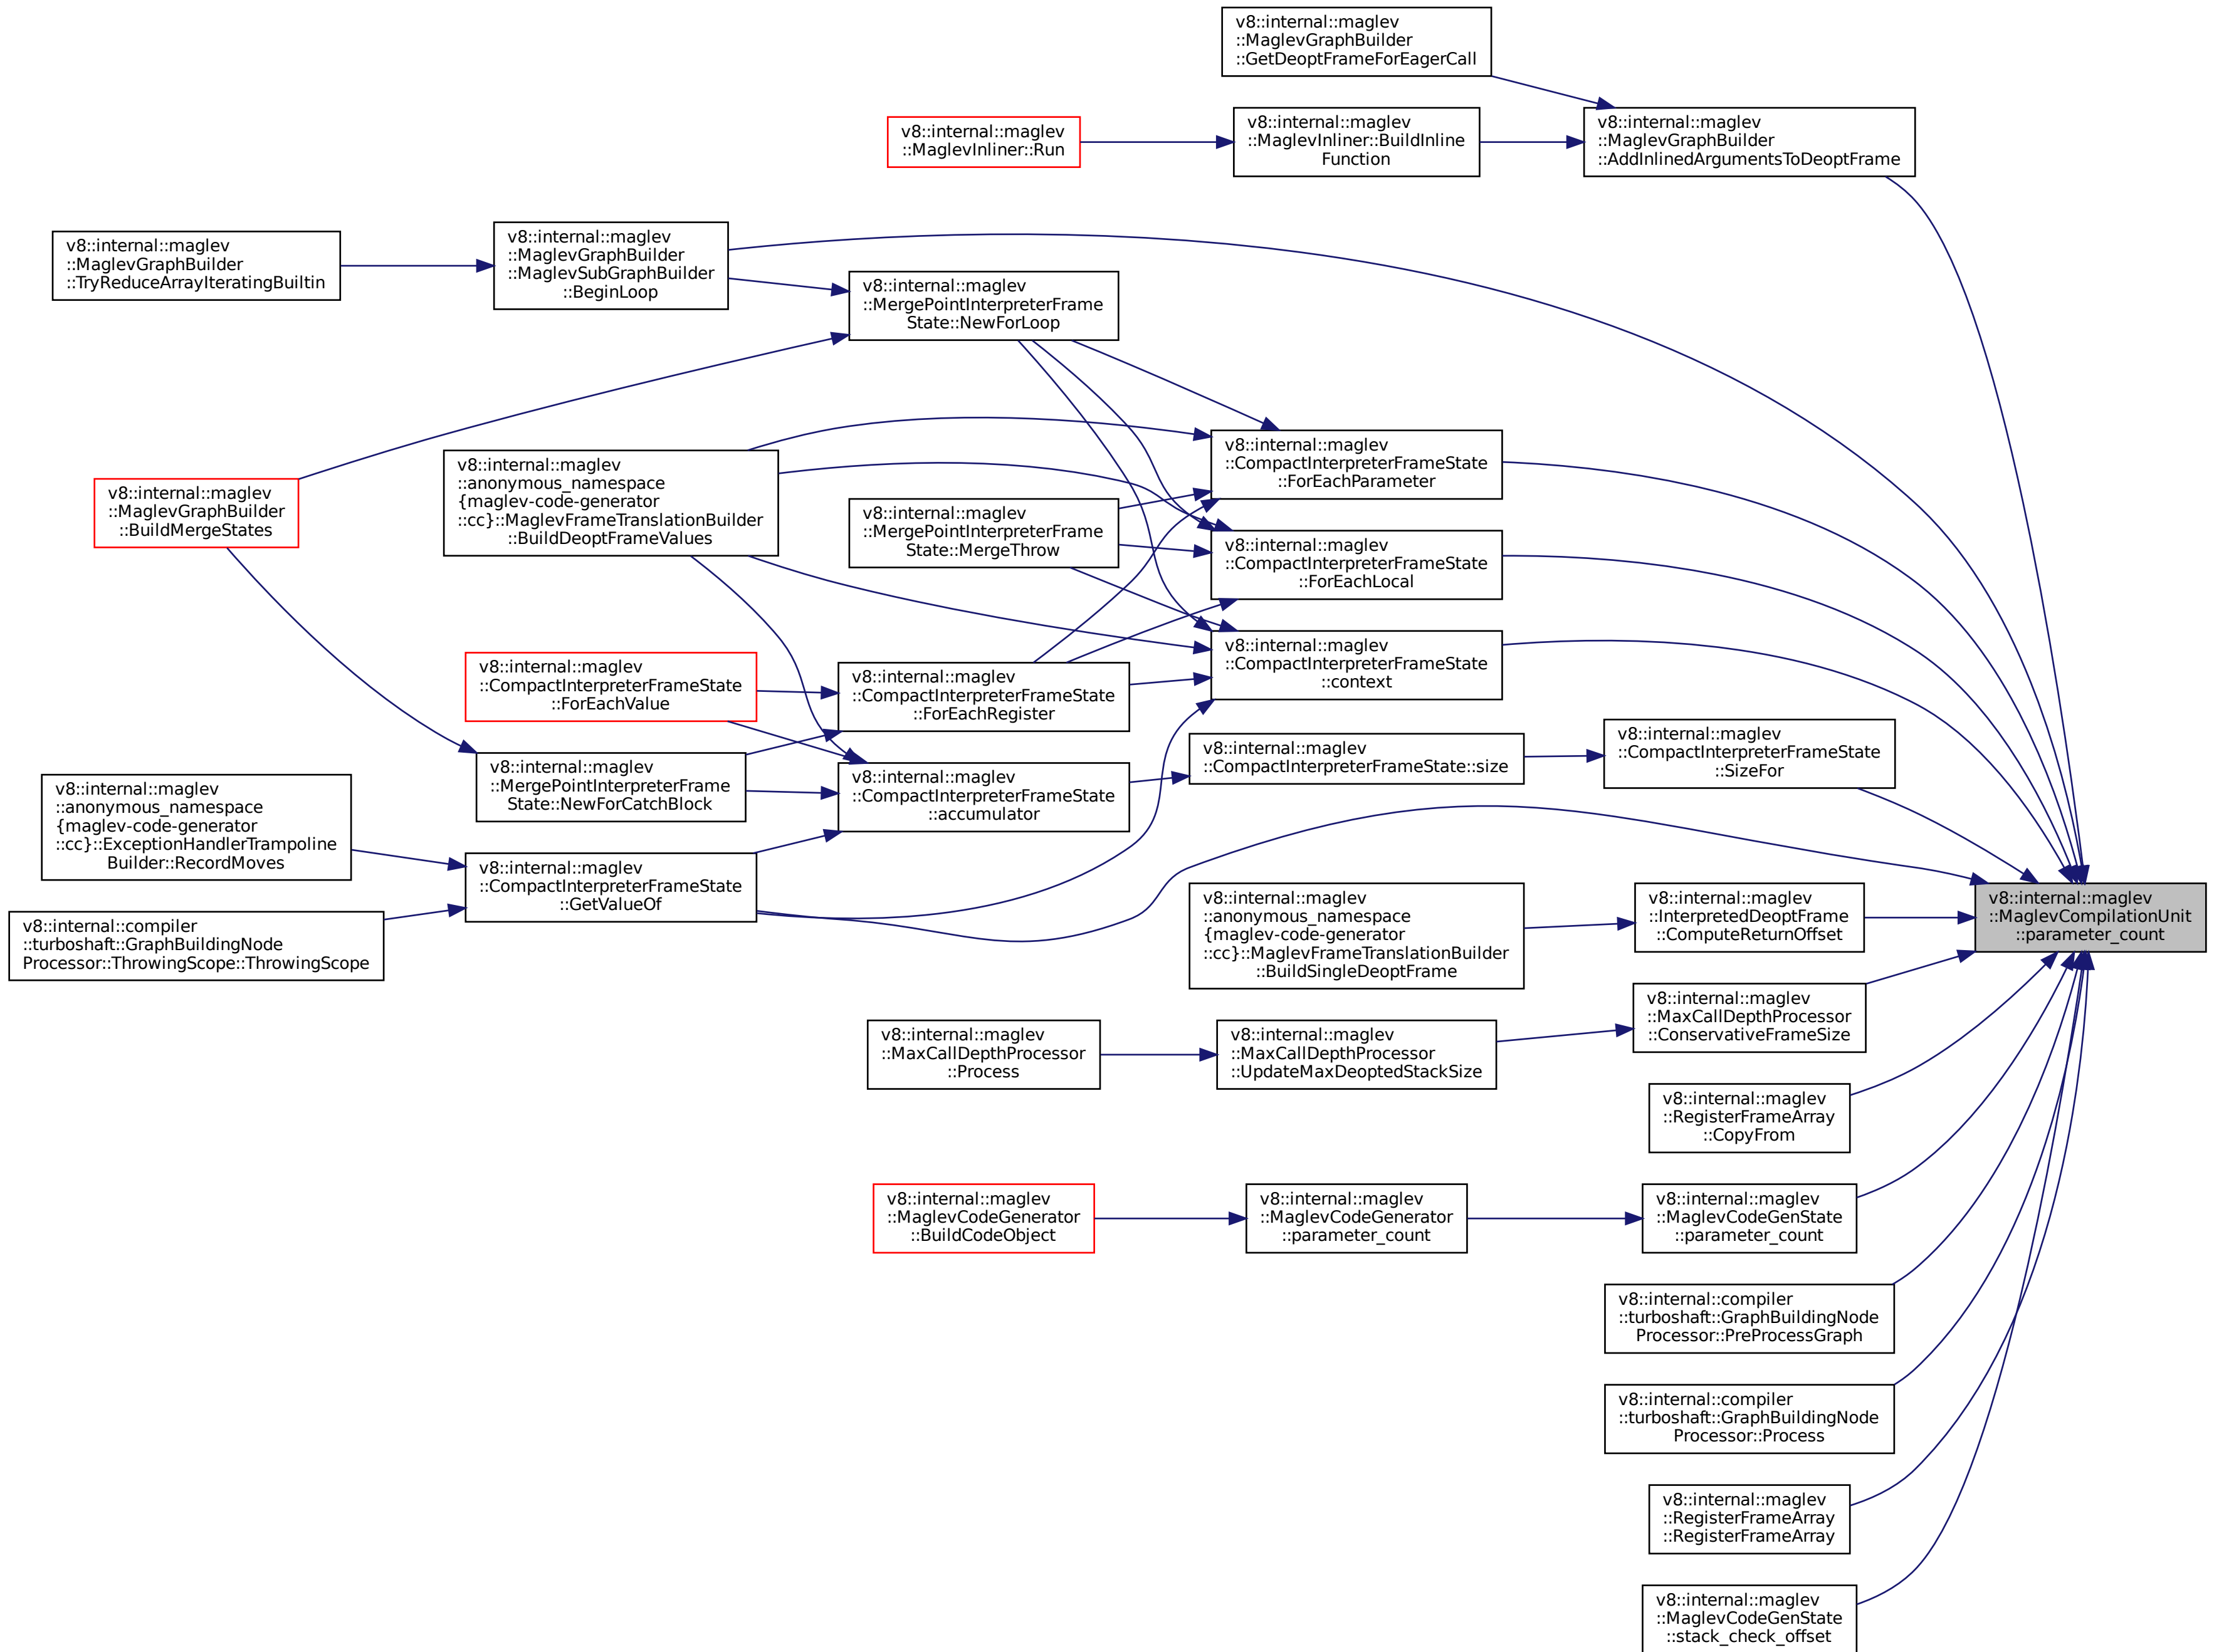 v8::internal::maglev
::MaglevGraphBuilder
::GetDeoptFrameForEagerCall
v8::internal::maglev
::MaglevInliner::Run
v8::internal::maglev
::MaglevInliner::BuildInline
Function
v8::internal::maglev
::MaglevGraphBuilder
::AddInlinedArgumentsToDeoptFrame
v8::internal::maglev
::MaglevGraphBuilder
::TryReduceArrayIteratingBuiltin
v8::internal::maglev
::MaglevGraphBuilder
::MaglevSubGraphBuilder
::BeginLoop
v8::internal::maglev
::MergePointInterpreterFrame
State::NewForLoop
v8::internal::maglev
::CompactInterpreterFrameState
::ForEachParameter
v8::internal::maglev
::MaglevGraphBuilder
::BuildMergeStates
v8::internal::maglev
::anonymous_namespace
{maglev-code-generator
::cc}::MaglevFrameTranslationBuilder
::BuildDeoptFrameValues
v8::internal::maglev
::MergePointInterpreterFrame
State::MergeThrow
v8::internal::maglev
::CompactInterpreterFrameState
::ForEachLocal
v8::internal::maglev
::CompactInterpreterFrameState
::context
v8::internal::maglev
::CompactInterpreterFrameState
::ForEachValue
v8::internal::maglev
::CompactInterpreterFrameState
::ForEachRegister
v8::internal::maglev
::CompactInterpreterFrameState::size
v8::internal::maglev
::CompactInterpreterFrameState
::SizeFor
v8::internal::maglev
::MergePointInterpreterFrame
State::NewForCatchBlock
v8::internal::maglev
::CompactInterpreterFrameState
::accumulator
v8::internal::maglev
::anonymous_namespace
{maglev-code-generator
::cc}::ExceptionHandlerTrampoline
Builder::RecordMoves
v8::internal::maglev
::CompactInterpreterFrameState
::GetValueOf
v8::internal::compiler
::turboshaft::GraphBuildingNode
Processor::ThrowingScope::ThrowingScope
v8::internal::maglev
::anonymous_namespace
{maglev-code-generator
::cc}::MaglevFrameTranslationBuilder
::BuildSingleDeoptFrame
v8::internal::maglev
::InterpretedDeoptFrame
::ComputeReturnOffset
v8::internal::maglev
::MaglevCompilationUnit
::parameter_count
v8::internal::maglev
::MaxCallDepthProcessor
::Process
v8::internal::maglev
::MaxCallDepthProcessor
::UpdateMaxDeoptedStackSize
v8::internal::maglev
::MaxCallDepthProcessor
::ConservativeFrameSize
v8::internal::maglev
::RegisterFrameArray
::CopyFrom
v8::internal::maglev
::MaglevCodeGenerator
::BuildCodeObject
v8::internal::maglev
::MaglevCodeGenerator
::parameter_count
v8::internal::maglev
::MaglevCodeGenState
::parameter_count
v8::internal::compiler
::turboshaft::GraphBuildingNode
Processor::PreProcessGraph
v8::internal::compiler
::turboshaft::GraphBuildingNode
Processor::Process
v8::internal::maglev
::RegisterFrameArray
::RegisterFrameArray
v8::internal::maglev
::MaglevCodeGenState
::stack_check_offset